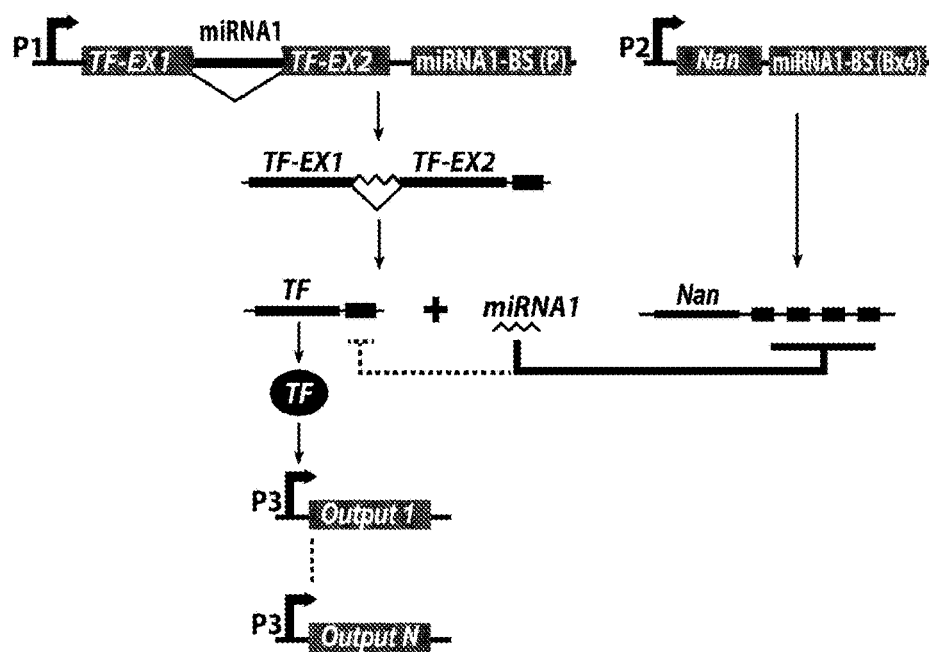 P1 TF-EX1 miRNA1 TF-EX2 miRNA1-BS (P)
P2 Nan miRNA1-BS (Bx4)
TF-EX1 TF-EX2
TF + miRNA1 Nan
TF
P3 Output 1
P3 Output N